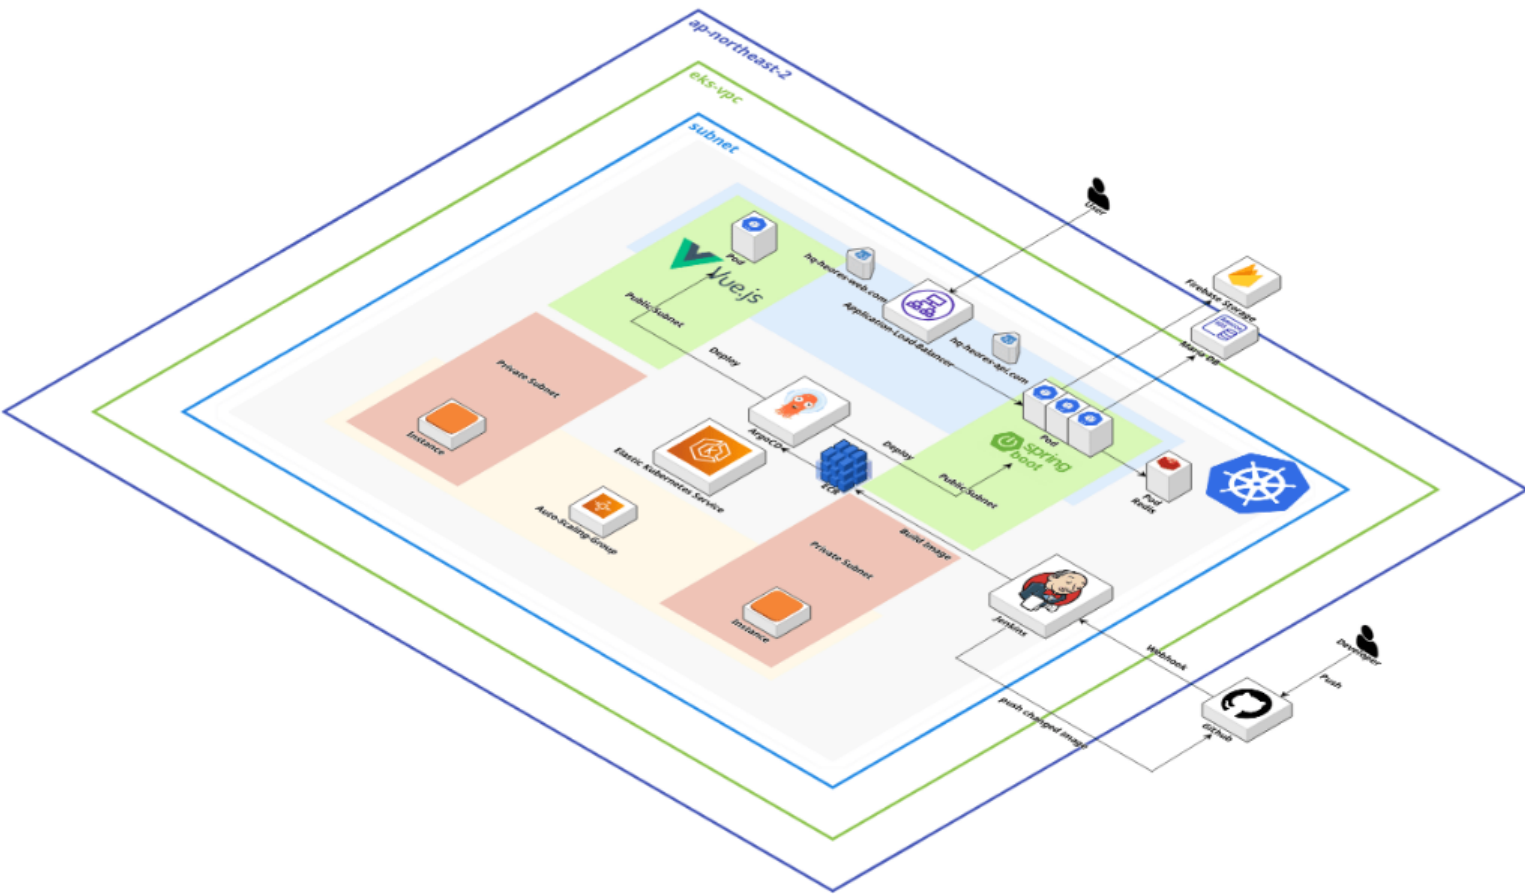 ap-northeast-2
eks-vpc
subnet
User
Pod
Vue.js
hq-heores-web.com
Firebase Storage
Public Subnet
Application-Load-Balancer
hq-heores-api.com
Maria DB
Deploy
Private Subnet
Pod
Instance
ArgoCD
spring
boot
Elastic Kubernetes Service
Deploy
ECR
Public Subnet
Pod
Redis
Auto-Scaling-Group
Build Image
Private Subnet
Instance
Jenkins
Webhook
Developer
Push
push changed image
Github